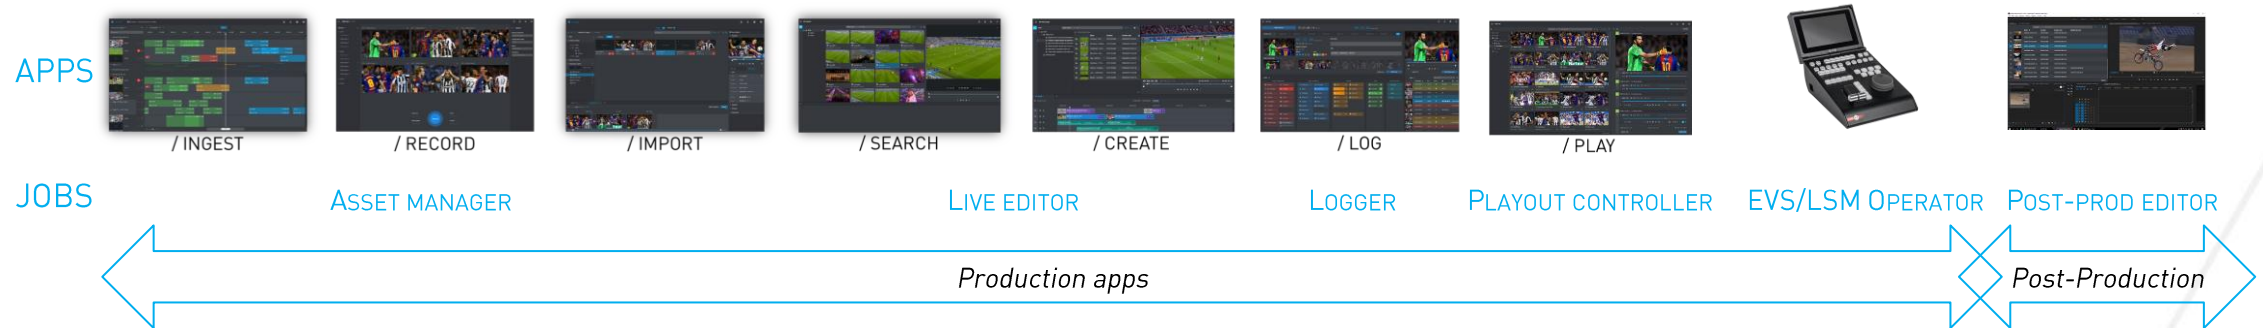 APPS
/ INGEST
/ RECORD
/ IMPORT
/ SEARCH
/ CREATE
/ LOG
/ PLAY
JOBS
ASSET MANAGER
LIVE EDITOR
LOGGER
PLAYOUT CONTROLLER
EVS/LSM OPERATOR
POST-PROD EDITOR
Production apps
Post-Production